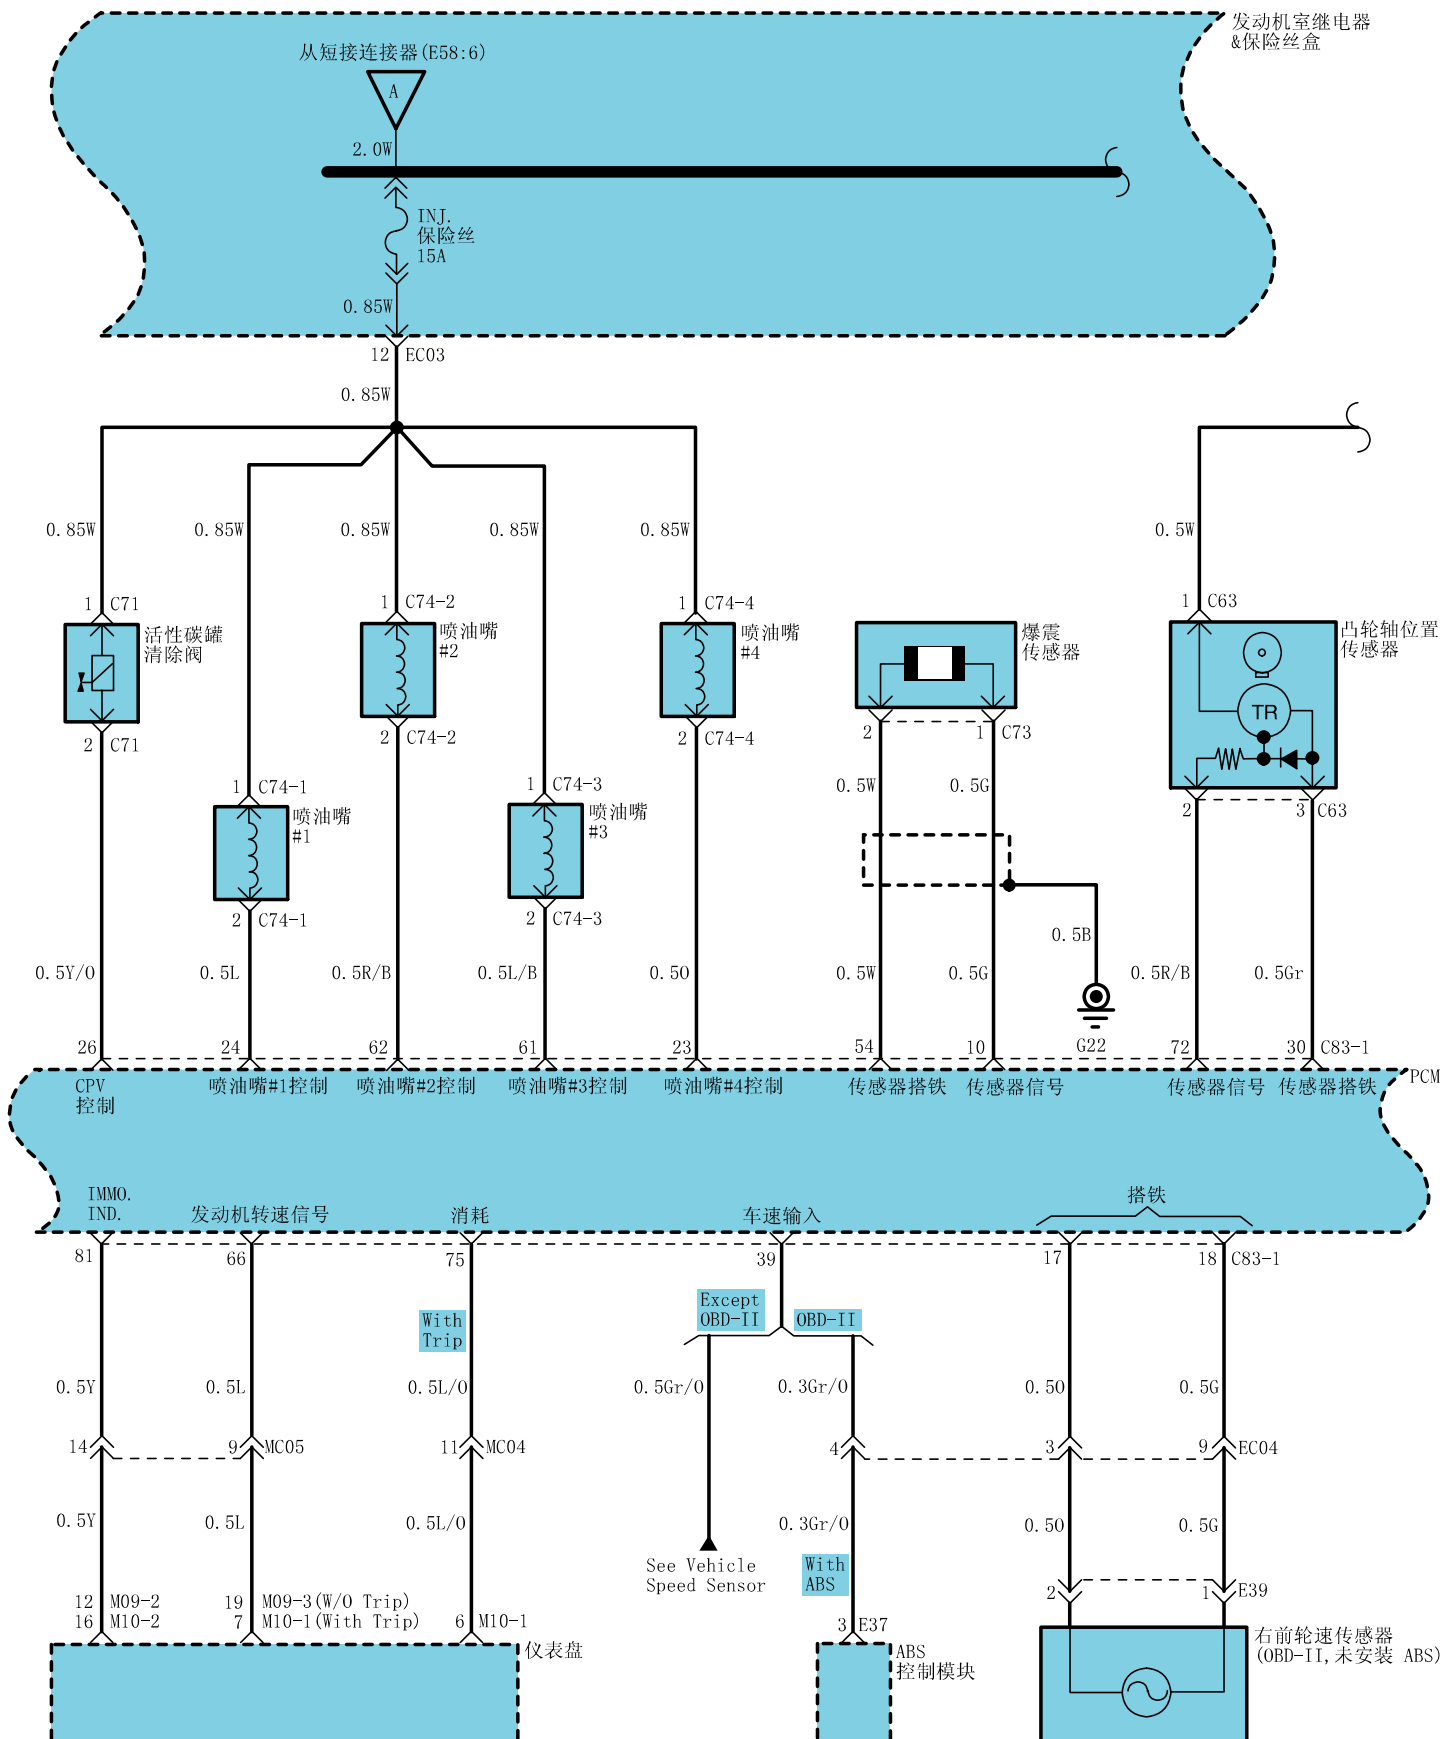 发动机室继电器
&保险丝盒
从短接连接器(E58:6)
A
2.0W
INJ.
保险丝
15A
0.85W
12 EC03
0.85W
0.85W 0.85W 0.85W 0.85W 0.85W 0.5W
1 C71
活性碳罐
清除阀
2 C71
1 C74-2
喷油嘴
#2
2 C74-2
1 C74-4
喷油嘴
#4
2 C74-4
爆震
传感器
2 1 C73
1 C63
凸轮轴位置
传感器
TR
2 3 C63
1 C74-1
喷油嘴
#1
2 C74-1
1 C74-3
喷油嘴
#3
2 C74-3
0.5W 0.5G
0.5B
0.5Y/O 0.5L 0.5R/B 0.5L/B 0.5O 0.5W 0.5G 0.5R/B 0.5Gr
G22
26 24 62 61 23 54 10 72 30 C83-1
PCM
CPV
控制
喷油嘴#1控制 喷油嘴#2控制 喷油嘴#3控制 喷油嘴#4控制 传感器搭铁 传感器信号 传感器信号 传感器搭铁
IMMO.
IND.
发动机转速信号 消耗 车速输入 搭铁
81 66 75 39 17 18 C83-1
With
Trip
Except
OBD-II
OBD-II
0.5Y 0.5L 0.5L/O 0.5Gr/O 0.3Gr/O 0.5O 0.5G
14 9 MC05 11 MC04 4 3 9 EC04
0.5Y 0.5L 0.5L/O 0.3Gr/O 0.5O 0.5G
See Vehicle
Speed Sensor
With
ABS
12 M09-2
16 M10-2
19 M09-3(W/O Trip)
7 M10-1(With Trip)
6 M10-1
3 E37
2 1 E39
仪表盘
ABS
控制模块
右前轮速传感器
(OBD-II,未安装 ABS)